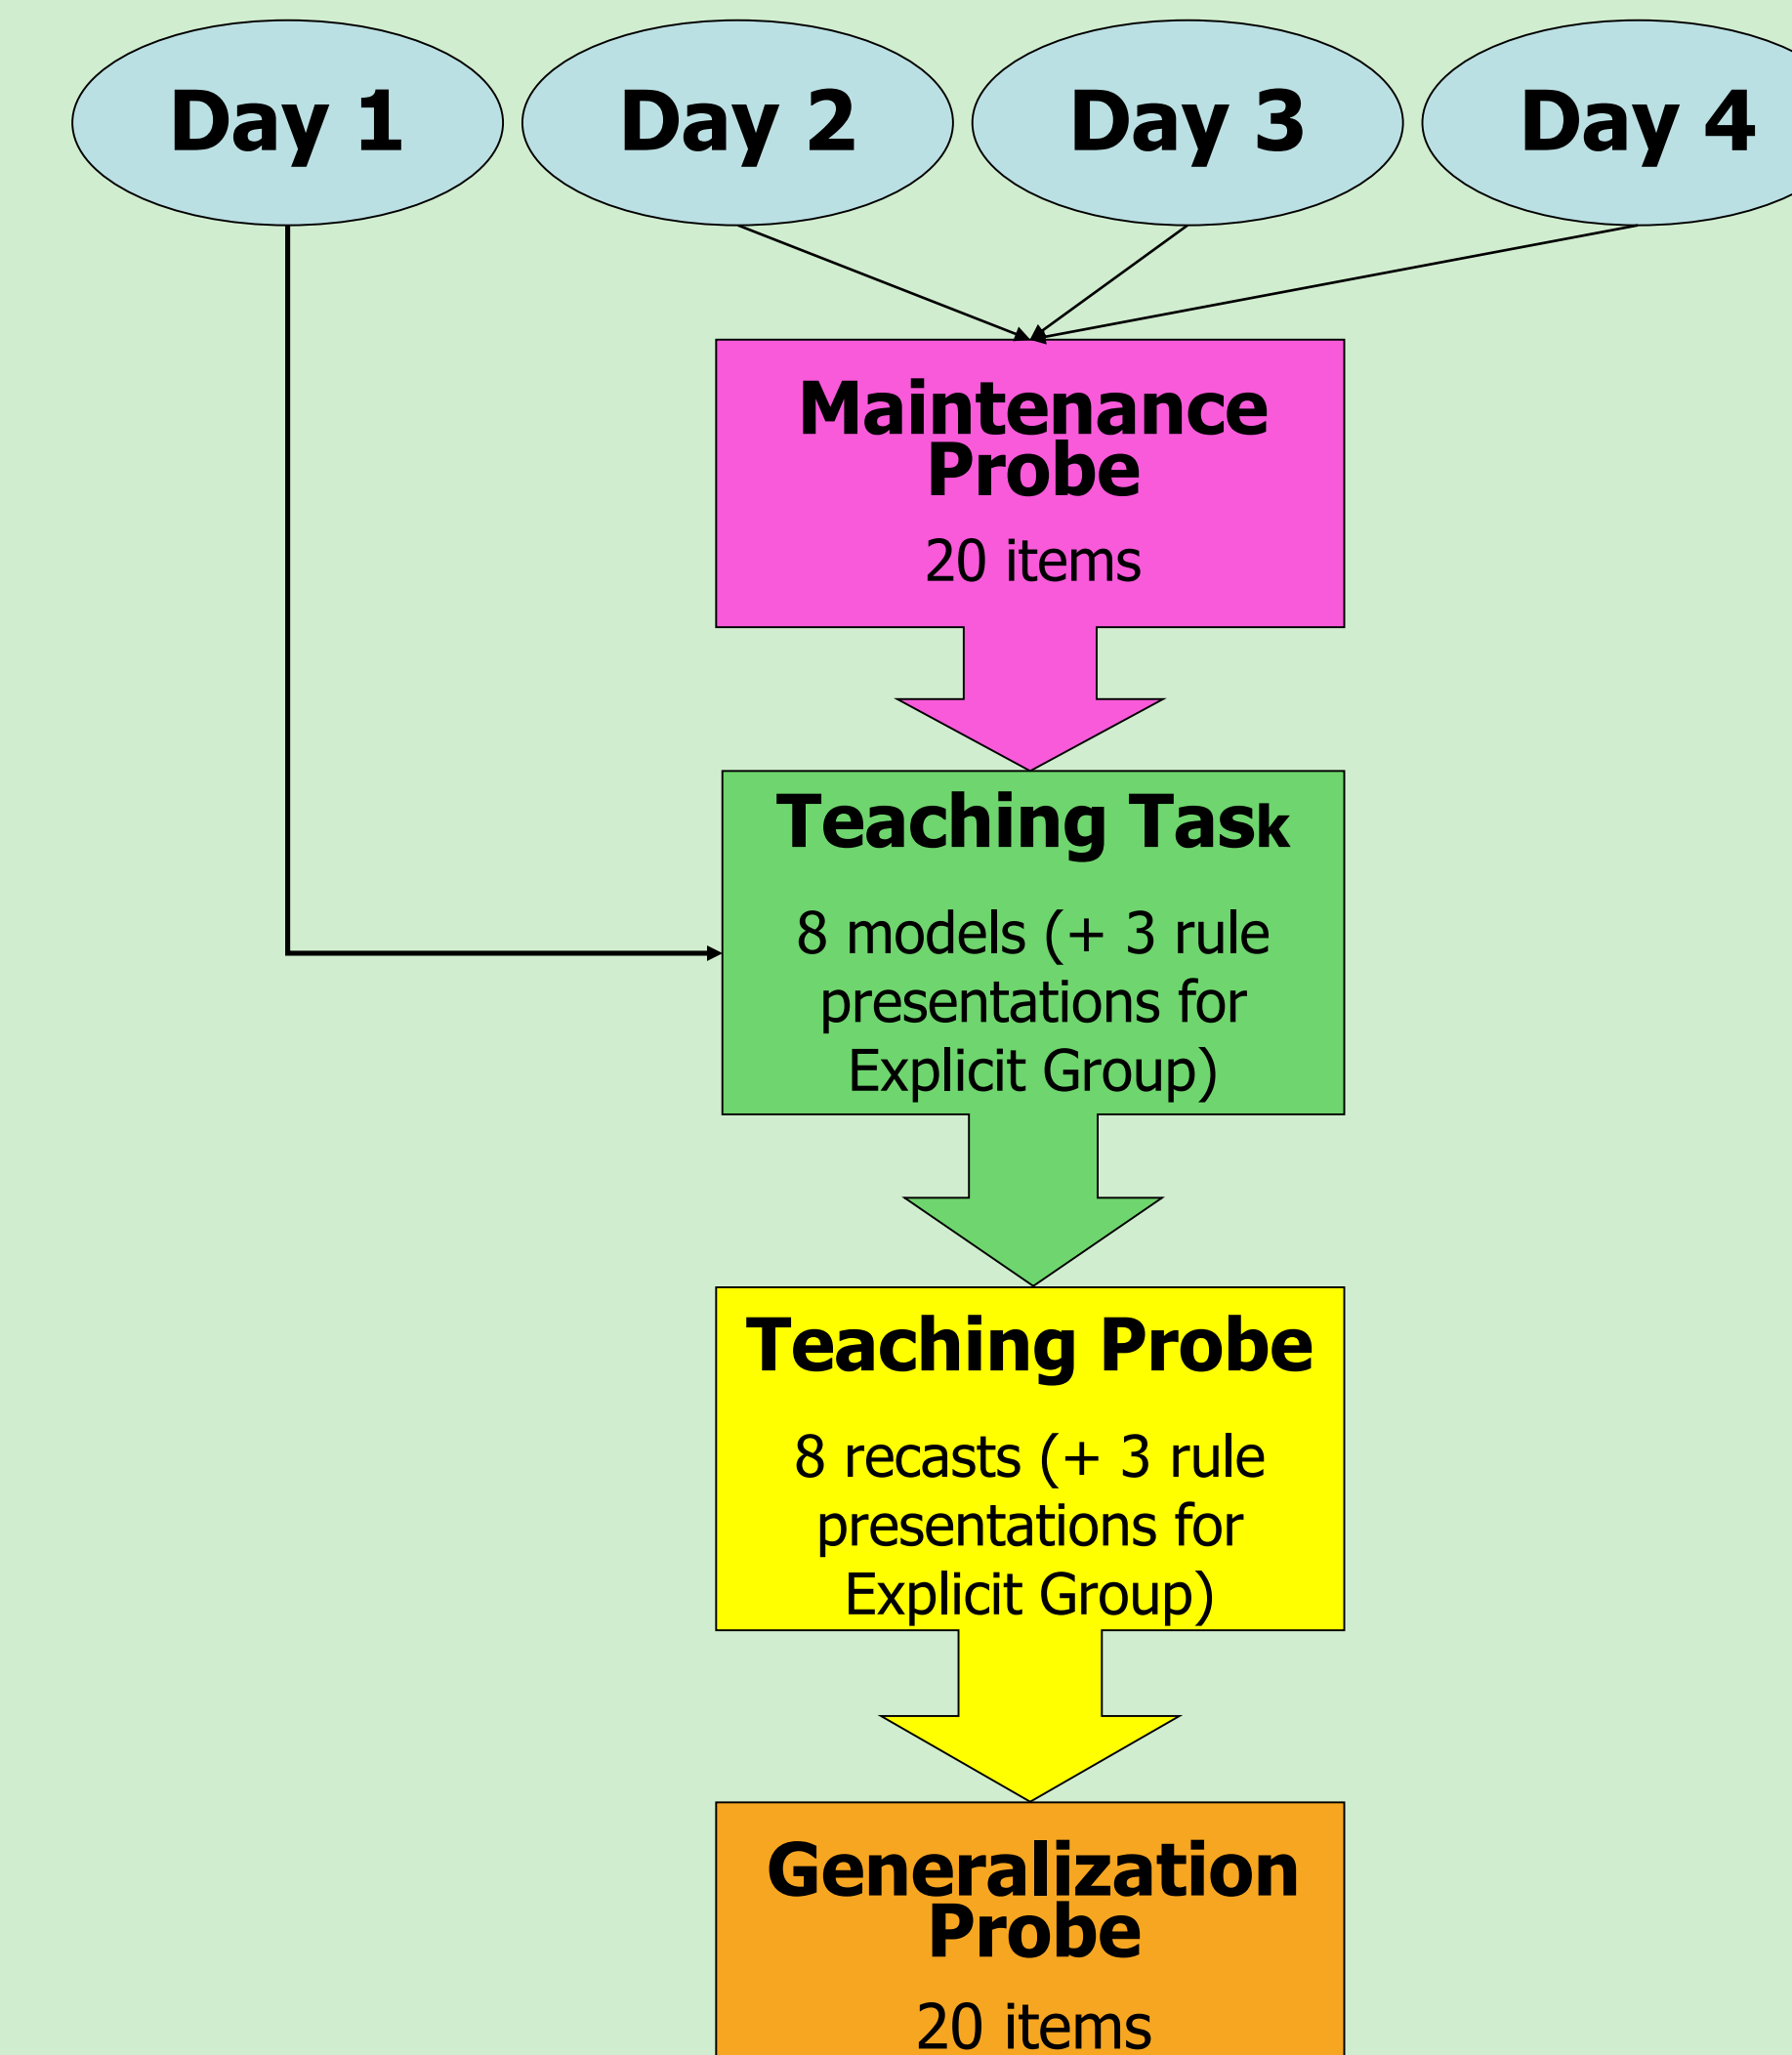 Day 1
Day 2
Day 3
Day 4
Maintenance
Probe
20 items
Teaching Task
8 models (+ 3 rule
presentations for
Explicit Group)
Teaching Probe
8 recasts (+ 3 rule
presentations for
Explicit Group)
Generalization
Probe
20 items